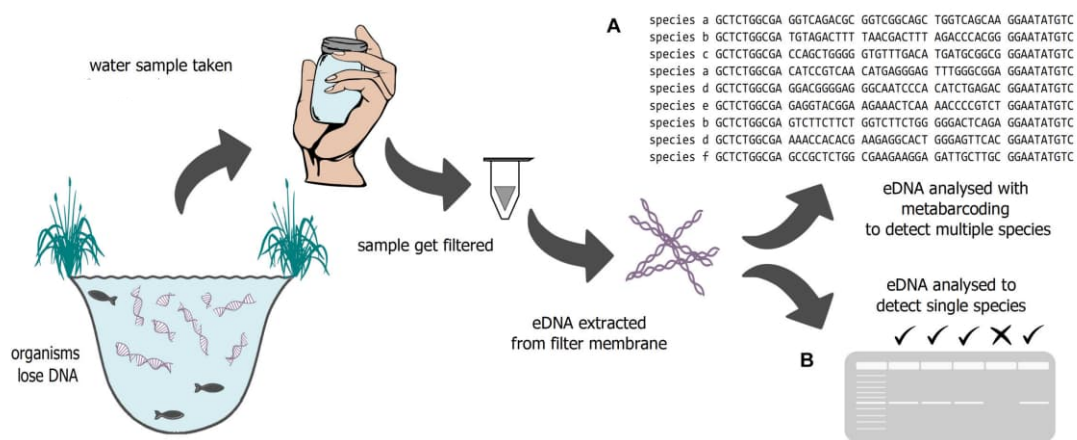 A
species a GCTCTGGCGA GGTCAGACGC GGTCGGCAGC TGGTCAGCAA GGAATATGTC
species b GCTCTGGCGA TGTAGACTTT TAACGACTTT AGACCCACGG GGAATATGTC
species c GCTCTGGCGA CCAGCTGGGG GTGTTTGACA TGATGCGGCG GGAATATGTC
species a GCTCTGGCGA CATCCGTCAA CATGAGGGAG TTTGGGCGGA GGAATATGTC
species d GCTCTGGCGA GGACGGGGAG GGCAATCCCA CATCTGAGAC GGAATATGTC
species e GCTCTGGCGA GAGGTACGGA AGAAACTCAA AACCCCGTCT GGAATATGTC
species b GCTCTGGCGA GTCTTCTTCT GGTCTTCTGG GGGACTCAGA GGAATATGTC
species d GCTCTGGCGA AAACCACACG AAGAGGCACT GGGAGTTCAC GGAATATGTC
species f GCTCTGGCGA GCCGCTCTGG CGAAGAAGGA GATTGCTTGC GGAATATGTC
water sample taken
sample get filtered
eDNA analysed with
metabarcoding
to detect multiple species
eDNA analysed to
detect single species
eDNA extracted
from filter membrane
organisms
lose DNA
B